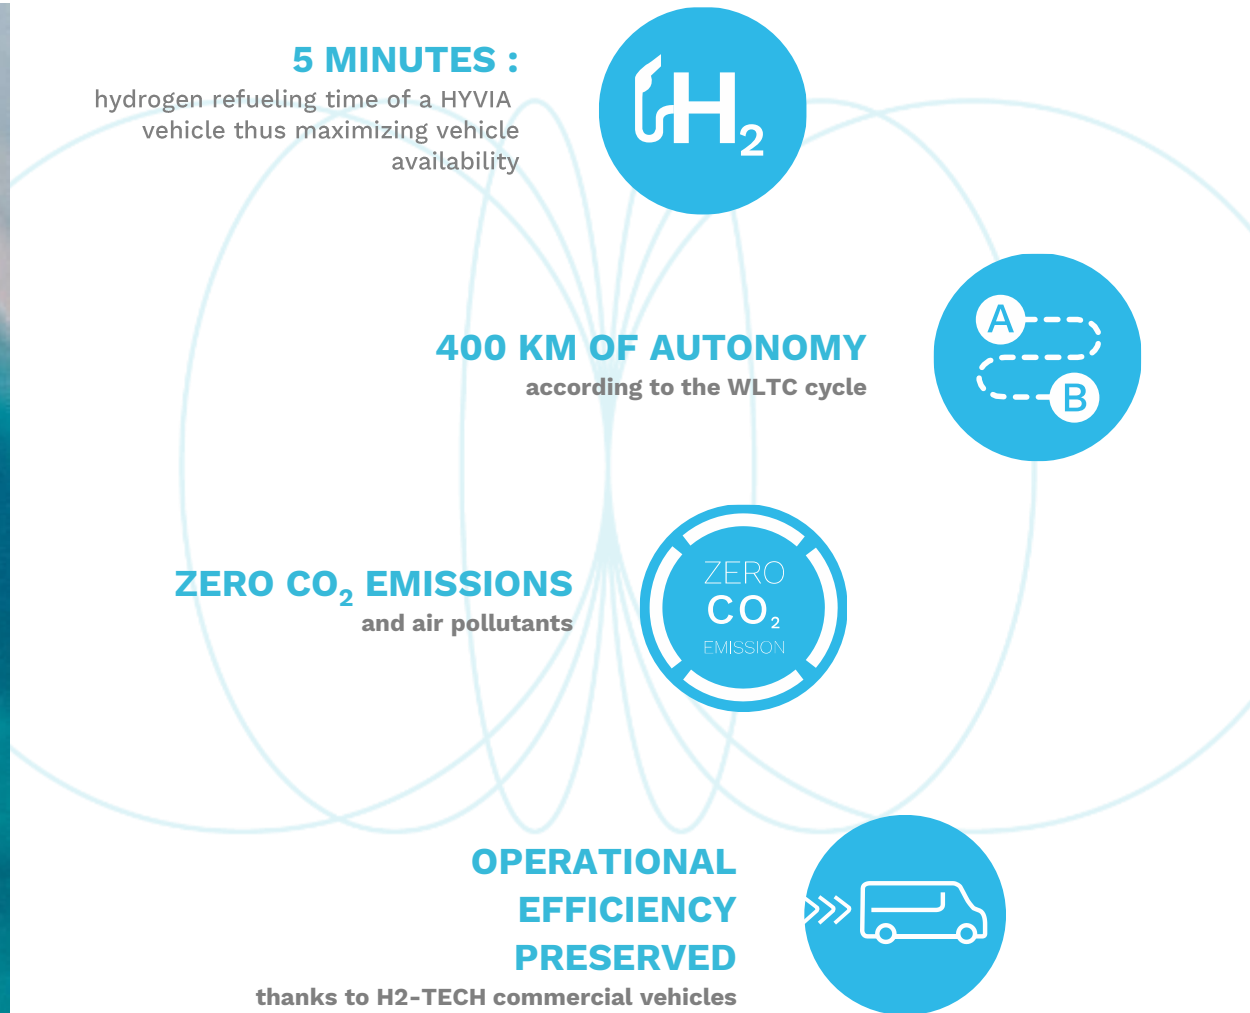 5 MINUTES :
hydrogen refueling time of a HYVIA
vehicle thus maximizing vehicle
availability
H₂
400 KM OF AUTONOMY
according to the WLTC cycle
A
B
ZERO CO₂ EMISSIONS
and air pollutants
ZERO
CO₂
EMISSION
OPERATIONAL
EFFICIENCY
PRESERVED
thanks to H2-TECH commercial vehicles